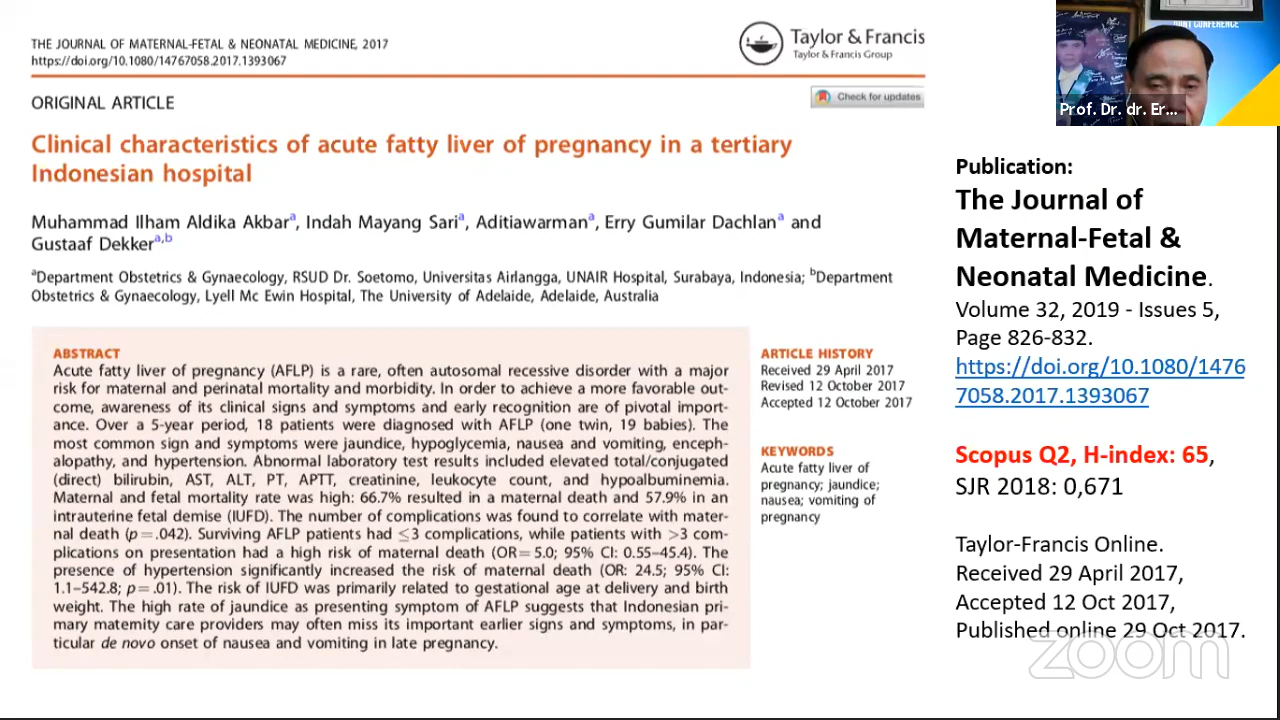 THE JOURNAL OF MATERNAL-FETAL & NEONATAL MEDICINE, 2017
https://doi.org/10.1080/14767058.2017.1393067
Taylor & Francis
Taylor & Francis Group
ORIGINAL ARTICLE
Check for updates
Clinical characteristics of acute fatty liver of pregnancy in a tertiary
Indonesian hospital
Muhammad Ilham Aldika Akbarᵃ, Indah Mayang Sariᵃ, Aditiawarmanᵃ, Erry Gumilar Dachlanᵃ and
Gustaaf Dekkerᵃ,ᵇ
ᵃDepartment Obstetrics & Gynaecology, RSUD Dr. Soetomo, Universitas Airlangga, UNAIR Hospital, Surabaya, Indonesia; ᵇDepartment
Obstetrics & Gynaecology, Lyell Mc Ewin Hospital, The University of Adelaide, Adelaide, Australia
ABSTRACT
Acute fatty liver of pregnancy (AFLP) is a rare, often autosomal recessive disorder with a major
risk for maternal and perinatal mortality and morbidity. In order to achieve a more favorable out-
come, awareness of its clinical signs and symptoms and early recognition are of pivotal import-
ance. Over a 5-year period, 18 patients were diagnosed with AFLP (one twin, 19 babies). The
most common sign and symptoms were jaundice, hypoglycemia, nausea and vomiting, enceph-
alopathy, and hypertension. Abnormal laboratory test results included elevated total/conjugated
(direct) bilirubin, AST, ALT, PT, APTT, creatinine, leukocyte count, and hypoalbuminemia.
Maternal and fetal mortality rate was high: 66.7% resulted in a maternal death and 57.9% in an
intrauterine fetal demise (IUFD). The number of complications was found to correlate with mater-
nal death (p=.042). Surviving AFLP patients had ≤3 complications, while patients with >3 com-
plications on presentation had a high risk of maternal death (OR=5.0; 95% CI: 0.55–45.4). The
presence of hypertension significantly increased the risk of maternal death (OR: 24.5; 95% CI:
1.1–542.8; p=.01). The risk of IUFD was primarily related to gestational age at delivery and birth
weight. The high rate of jaundice as presenting symptom of AFLP suggests that Indonesian pri-
mary maternity care providers may often miss its important earlier signs and symptoms, in par-
ticular de novo onset of nausea and vomiting in late pregnancy.
ARTICLE HISTORY
Received 29 April 2017
Revised 12 October 2017
Accepted 12 October 2017
KEYWORDS
Acute fatty liver of
pregnancy; jaundice;
nausea; vomiting of
pregnancy
JOINT CONFERENCE
Prof. Dr. dr. Er...
Publication:
The Journal of
Maternal-Fetal &
Neonatal Medicine.
Volume 32, 2019 - Issues 5,
Page 826-832.
https://doi.org/10.1080/1476
7058.2017.1393067
Scopus Q2, H-index: 65,
SJR 2018: 0,671
Taylor-Francis Online.
Received 29 April 2017,
Accepted 12 Oct 2017,
Published online 29 Oct 2017.
zoom